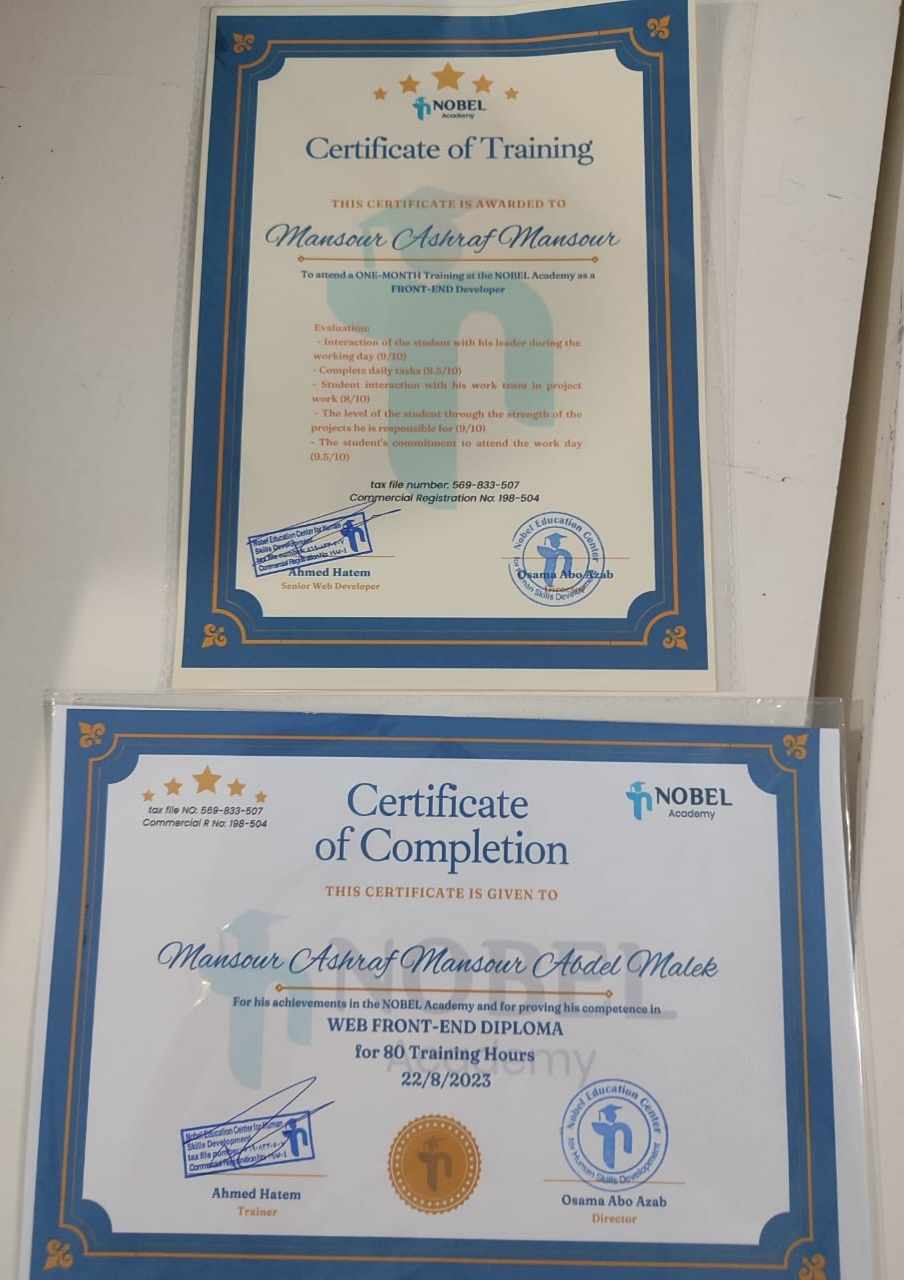 NOBEL
Academy
Certificate of Training
THIS CERTIFICATE IS AWARDED TO
Mansour Ashraf Mansour
To attend a ONE-MONTH Training at the NOBEL Academy as a
FRONT-END Developer
Evaluation:
- Interaction of the student with his leader during the
working day (9/10)
- Complete daily tasks (8.5/10)
- Student interaction with his work team in project
work (8/10)
- The level of the student through the strength of the
projects he is responsible for (9/10)
- The student's commitment to attend the work day
(9.5/10)
tax file number: 569-833-507
Commercial Registration No: 198-504
Nobel Education Center for Human
Skills Development
tax file number
Commercial Registration No
Ahmed Hatem
Senior Web Developer
Nobel Education Center
for Human Skills Development
Osama Abo Azab
tax file NO: 569-833-507
Commercial R No: 198-504
Certificate
of Completion
NOBEL
Academy
THIS CERTIFICATE IS GIVEN TO
Mansour Ashraf Mansour Abdel Malek
For his achievements in the NOBEL Academy and for proving his competence in
WEB FRONT-END DIPLOMA
for 80 Training Hours
22/8/2023
NOBEL
Academy
Nobel Education Center for Human
Skills Development
tax file number
Commercial Registration No
Ahmed Hatem
Trainer
Nobel Education Center
for Human Skills Development
Osama Abo Azab
Director